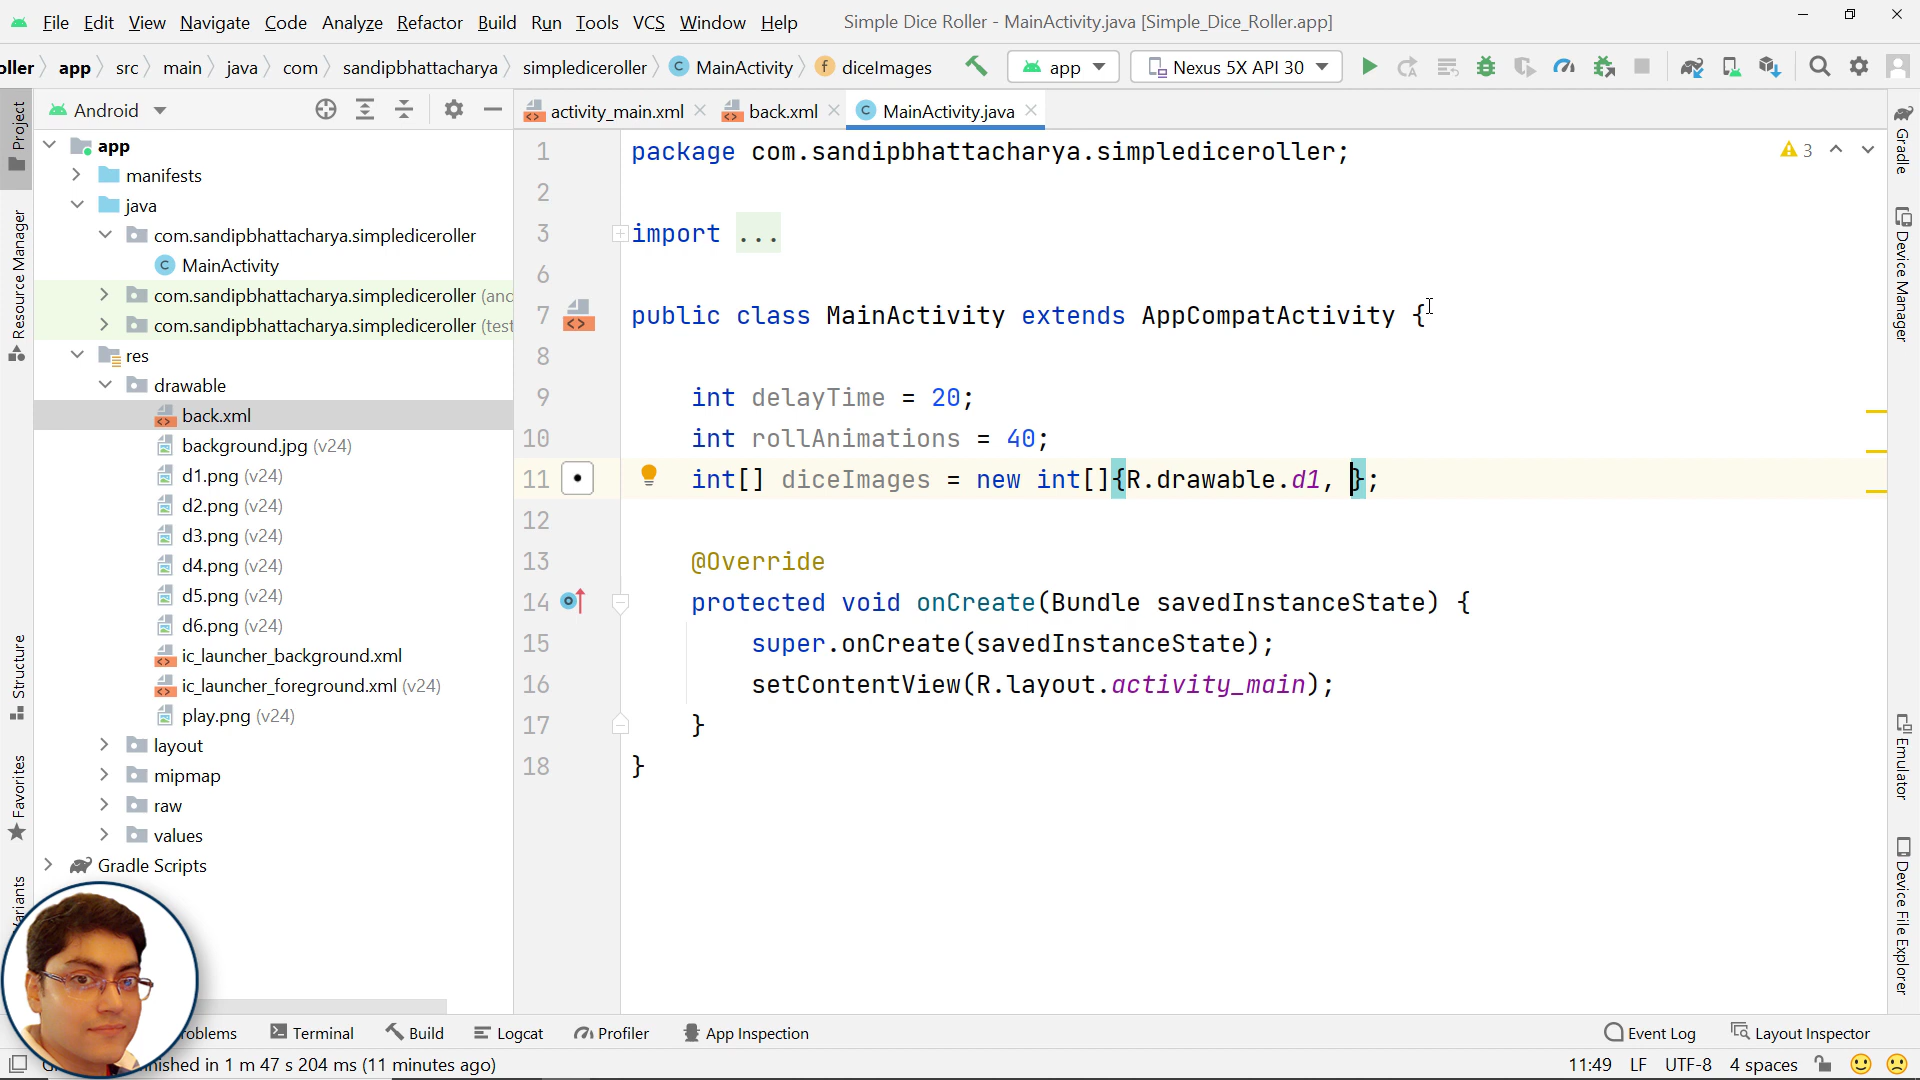 File Edit View Navigate Code Analyze Refactor Build Run Tools VCS Window Help Simple Dice Roller - MainActivity.java [Simple_Dice_Roller.app]
oller app src main java com sandipbhattacharya simplediceroller MainActivity diceImages app Nexus 5X API 30
Android
activity_main.xml back.xml MainActivity.java
Project
Resource Manager
Structure
Favorites
app
manifests
java
com.sandipbhattacharya.simplediceroller
MainActivity
com.sandipbhattacharya.simplediceroller (anc
com.sandipbhattacharya.simplediceroller (test
res
drawable
back.xml
background.jpg (v24)
d1.png (v24)
d2.png (v24)
d3.png (v24)
d4.png (v24)
d5.png (v24)
d6.png (v24)
ic_launcher_background.xml
ic_launcher_foreground.xml (v24)
play.png (v24)
layout
mipmap
raw
values
Gradle Scripts
1 package com.sandipbhattacharya.simplediceroller;
2
3 import ...
6
7 public class MainActivity extends AppCompatActivity {
8
9 int delayTime = 20;
10 int rollAnimations = 40;
11 int[] diceImages = new int[]{R.drawable.d1, };
12
13 @Override
14 protected void onCreate(Bundle savedInstanceState) {
15 super.onCreate(savedInstanceState);
16 setContentView(R.layout.activity_main);
17 }
18 }
3
Gradle
Device Manager
Emulator
Device File Explorer
oblems Terminal Build Logcat Profiler App Inspection Event Log Layout Inspector
nished in 1 m 47 s 204 ms (11 minutes ago) 11:49 LF UTF-8 4 spaces